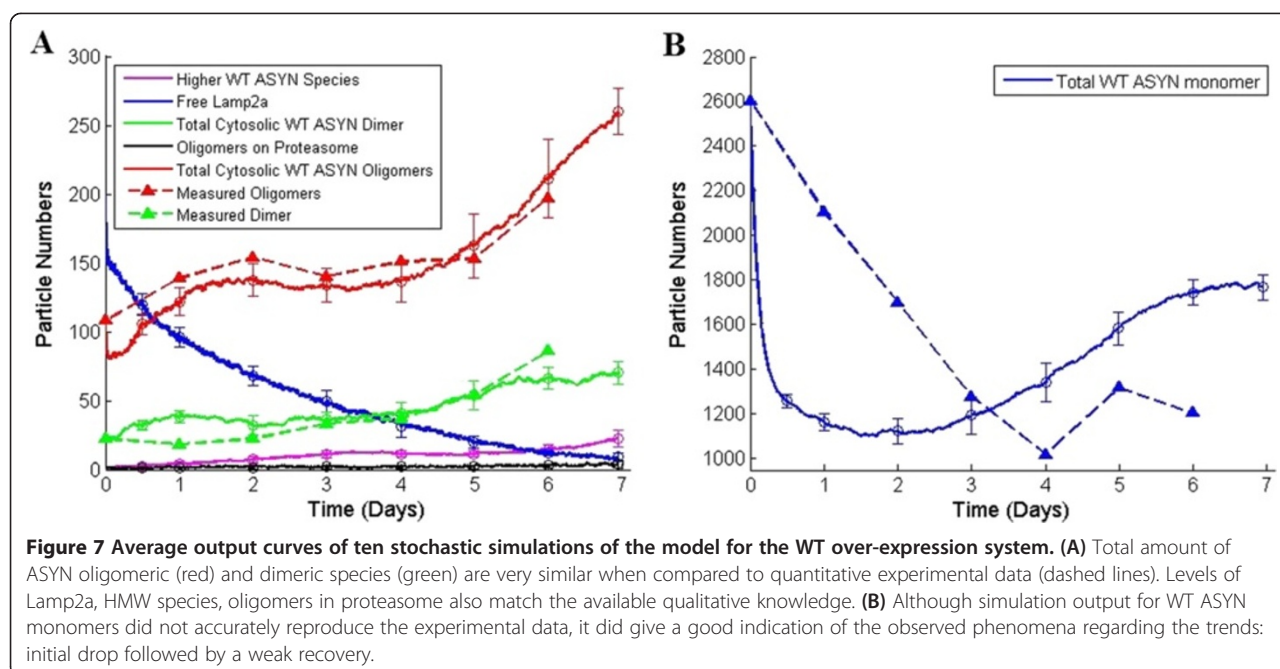 A
300
250
200
150
100
50
0
Particle Numbers
Higher WT ASYN Species
Free Lamp2a
Total Cytosolic WT ASYN Dimer
Oligomers on Proteasome
Total Cytosolic WT ASYN Oligomers
Measured Oligomers
Measured Dimer
0 1 2 3 4 5 6 7
Time (Days)
B
2800
2600
2400
2200
2000
1800
1600
1400
1200
1000
Particle Numbers
Total WT ASYN monomer
0 1 2 3 4 5 6 7
Time (Days)
Figure 7 Average output curves of ten stochastic simulations of the model for the WT over-expression system. (A) Total amount of
ASYN oligomeric (red) and dimeric species (green) are very similar when compared to quantitative experimental data (dashed lines). Levels of
Lamp2a, HMW species, oligomers in proteasome also match the available qualitative knowledge. (B) Although simulation output for WT ASYN
monomers did not accurately reproduce the experimental data, it did give a good indication of the observed phenomena regarding the trends:
initial drop followed by a weak recovery.